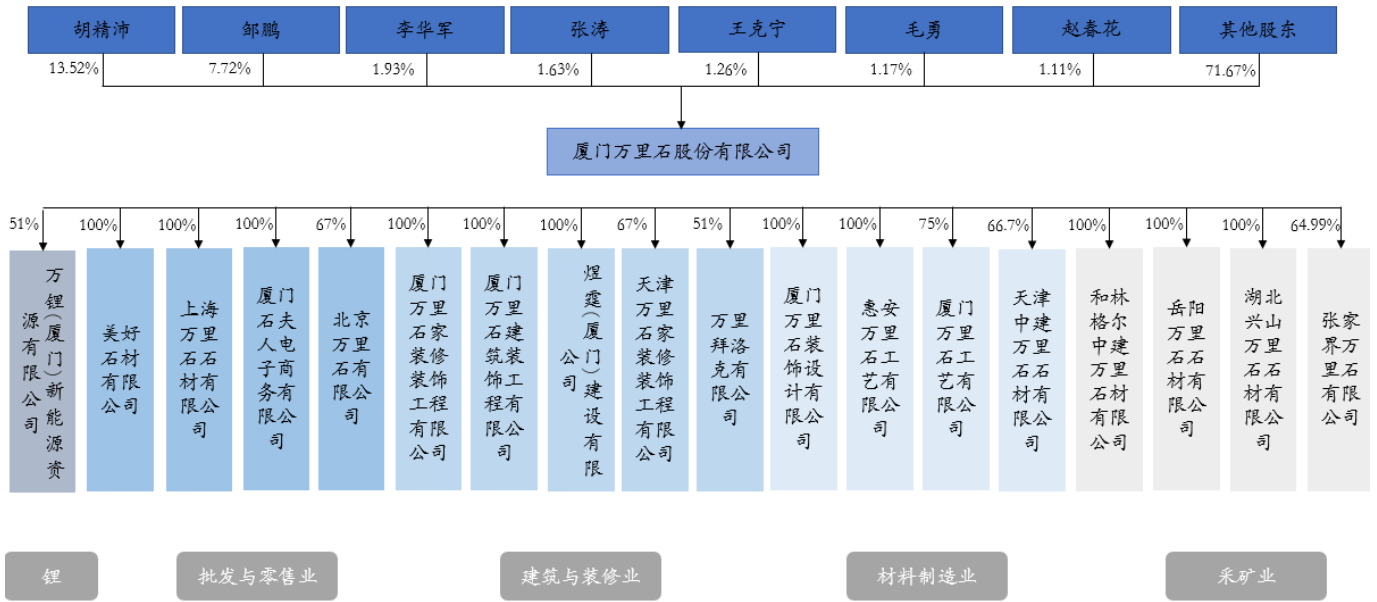 胡精沛
邹鹏
李华军
张涛
王克宁
毛勇
赵春花
其他股东
13.52%
7.72%
1.93%
1.63%
1.26%
1.17%
1.11%
71.67%
厦门万里石股份有限公司
51%
100%
100%
100%
67%
100%
100%
100%
67%
51%
100%
100%
75%
66.7%
100%
100%
100%
64.99%
万锂(厦门)新能源资
源有限公司
美好
石材
有限
公司
上海
万里
石石
材有
限公
司
厦门
石夫
人电
子商
务有
限公
司
北京
万里
石有
限公
司
厦门
万里
石家
装修
装饰
工程
有限
公司
厦门
万里
石建
筑装
饰工
程有
限公
司
煜霆(厦门)建设有限
公司
天津
万里
石家
装修
装饰
工程
有限
公司
万里
拜洛
克有
限公
司
厦门
万里
石装
饰设
计有
限公
司
惠安
万里
石工
艺有
限公
司
厦门
万里
石工
艺有
限公
司
天津
中建
万里
石石
材有
限公
司
和林
格尔
中建
万里
石材
有限
公司
岳阳
万里
石石
材有
限公
司
湖北
兴山
万里
石石
材有
限公
司
张家
界万
里石
有限
公司
锂
批发与零售业
建筑与装修业
材料制造业
采矿业